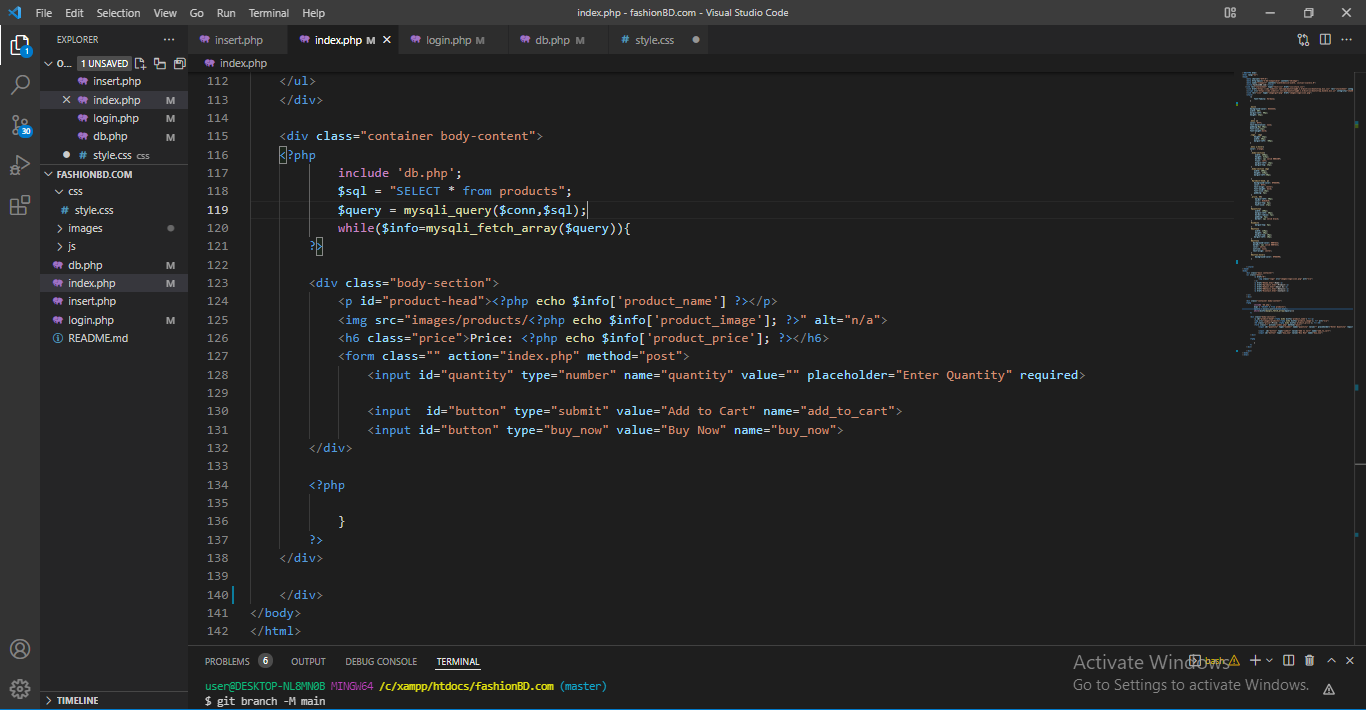 File Edit Selection View Go Run Terminal Help index.php - fashionBD.com - Visual Studio Code
EXPLORER ...
O... 1 UNSAVED
insert.php
index.php M
login.php M
db.php M
style.css css
FASHIONBD.COM
css
# style.css
images
js
db.php M
index.php M
insert.php
login.php M
README.md
TIMELINE
1
30
insert.php index.php M login.php M db.php M # style.css
index.php
112 </ul>
113 </div>
114
115 <div class="container body-content">
116 <?php
117 include 'db.php';
118 $sql = "SELECT * from products";
119 $query = mysqli_query($conn,$sql);
120 while($info=mysqli_fetch_array($query)){
121 ?>
122
123 <div class="body-section">
124 <p id="product-head"><?php echo $info['product_name'] ?></p>
125 <img src="images/products/<?php echo $info['product_image']; ?>" alt="n/a">
126 <h6 class="price">Price: <?php echo $info['product_price']; ?></h6>
127 <form class="" action="index.php" method="post">
128 <input id="quantity" type="number" name="quantity" value="" placeholder="Enter Quantity" required>
129
130 <input  id="button" type="submit" value="Add to Cart" name="add_to_cart">
131 <input id="button" type="buy_now" value="Buy Now" name="buy_now">
132 </div>
133
134 <?php
135
136 }
137 ?>
138 </div>
139
140 </div>
141 </body>
142 </html>
PROBLEMS 6 OUTPUT DEBUG CONSOLE TERMINAL bash
user@DESKTOP-NL8MN0B MINGW64 /c/xampp/htdocs/fashionBD.com (master)
$ git branch -M main
Activate Windows
Go to Settings to activate Windows.